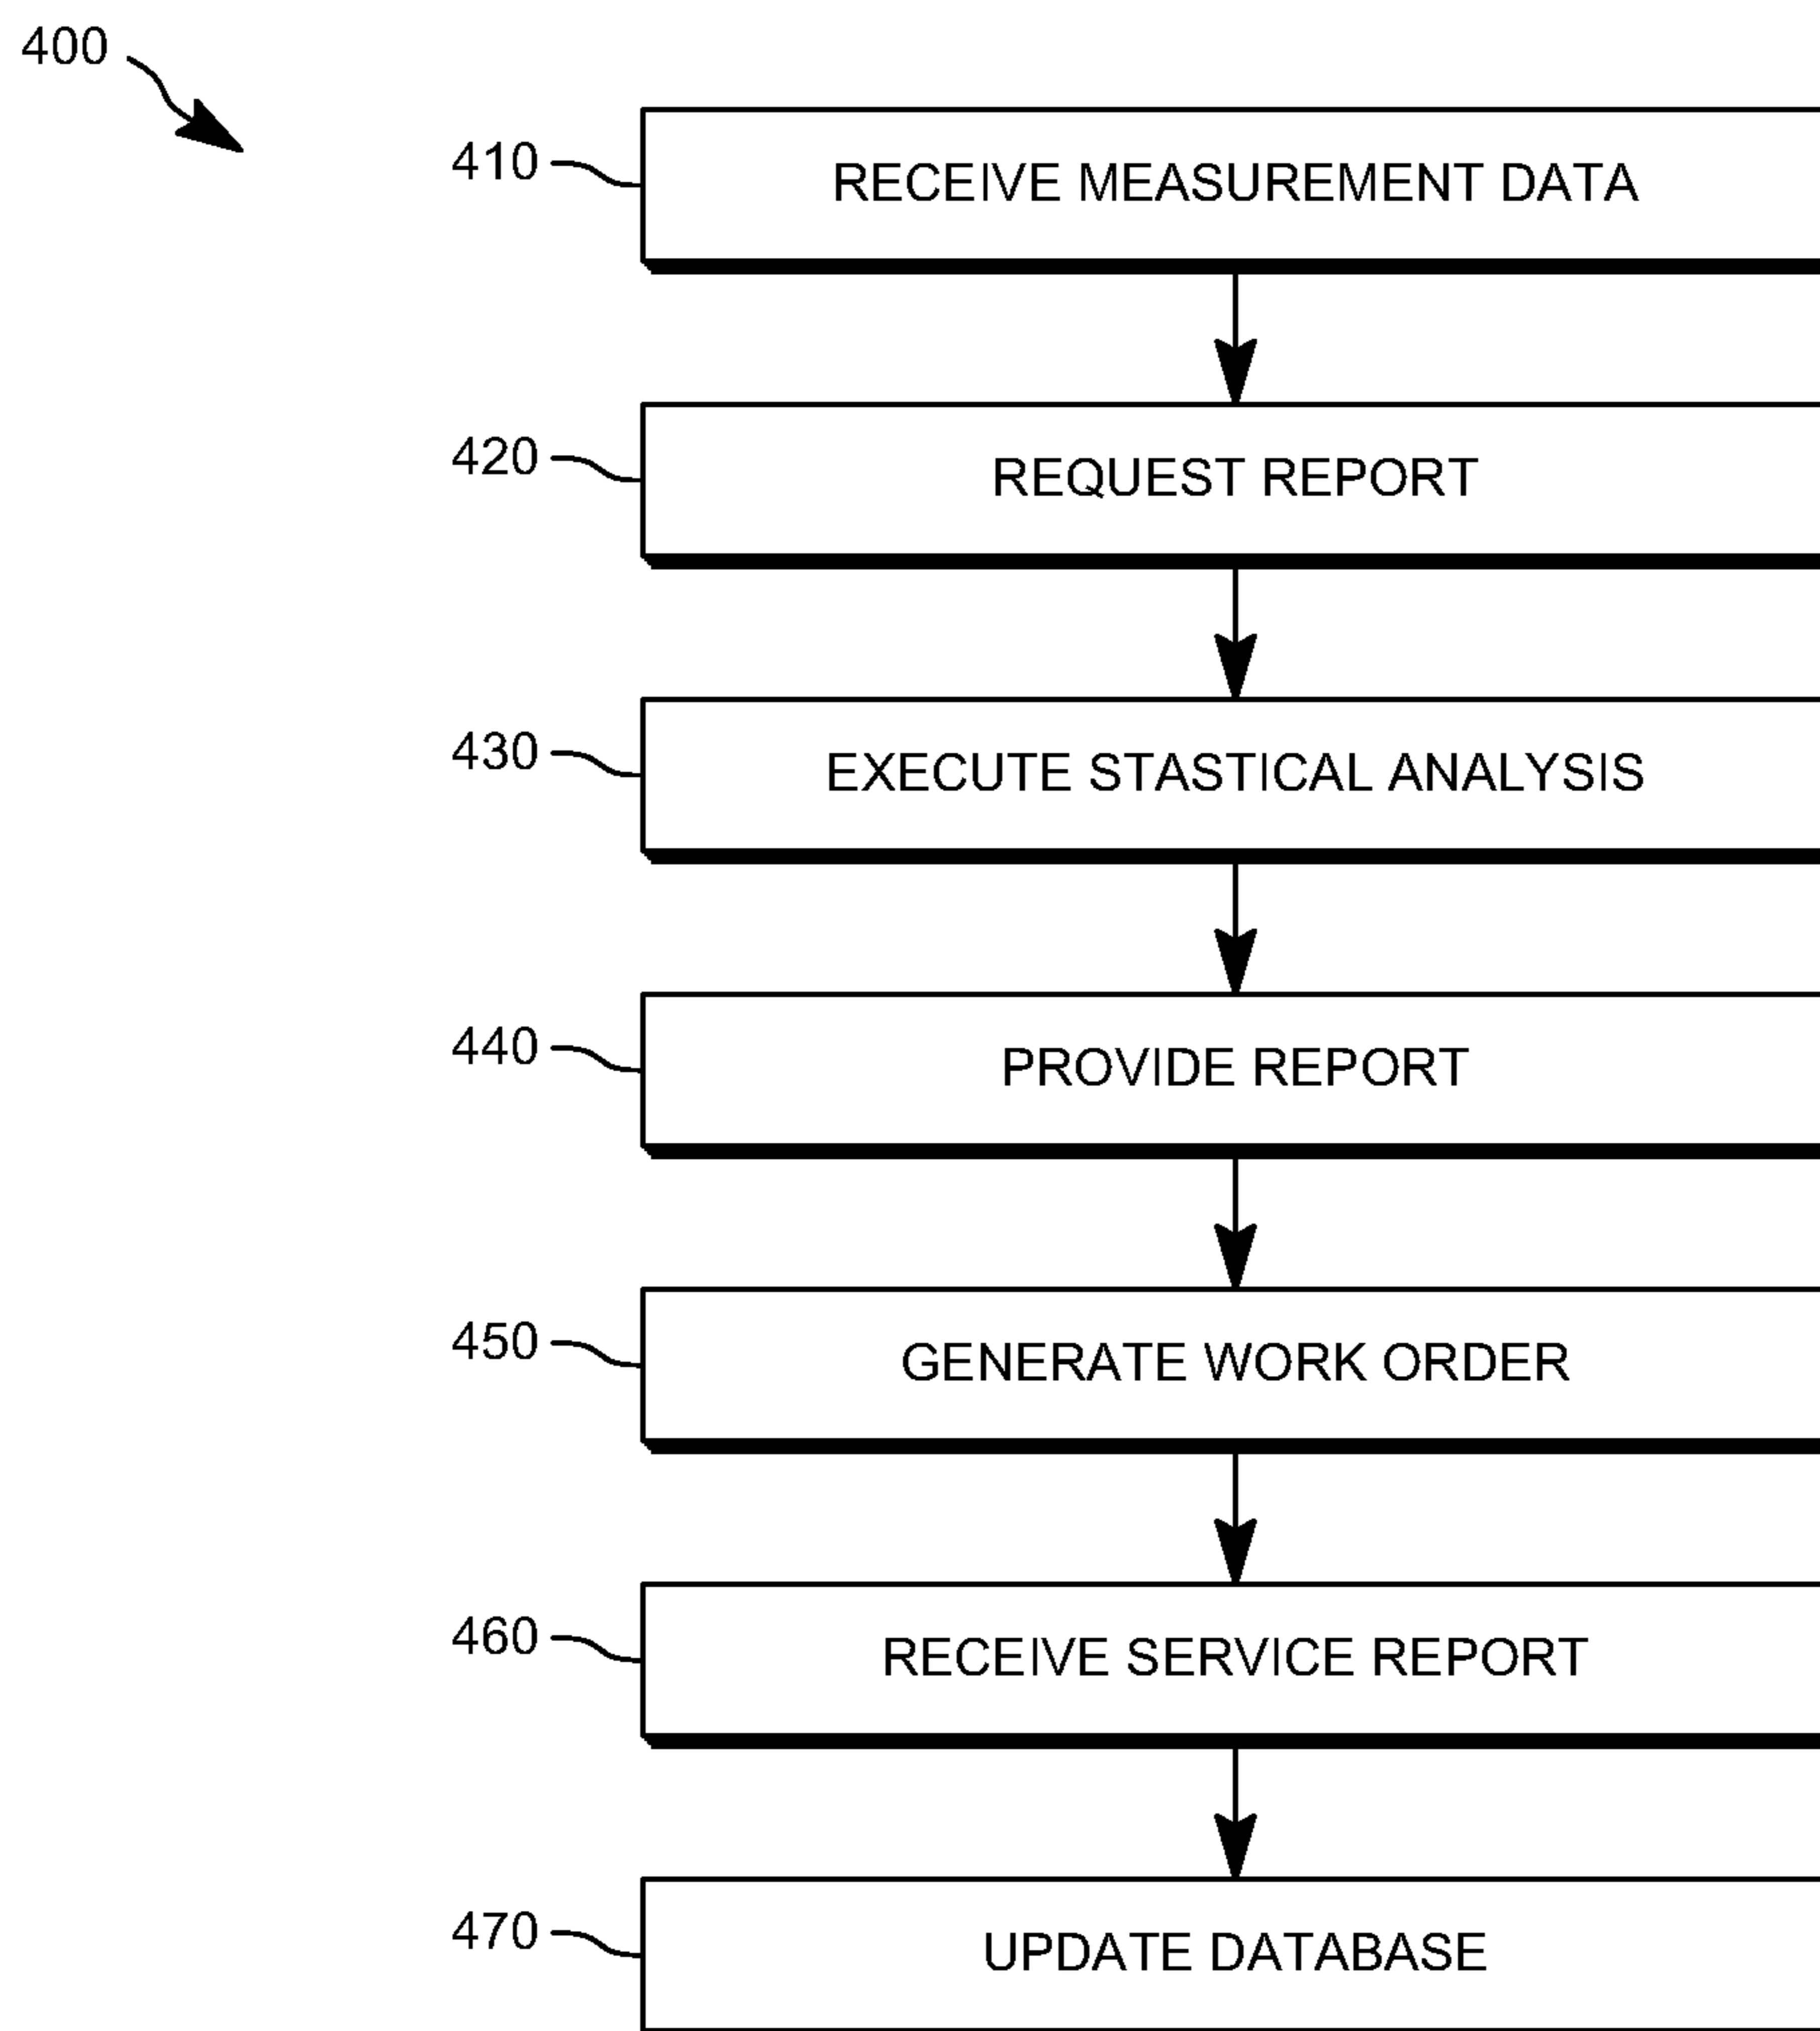 400
410 RECEIVE MEASUREMENT DATA
420 REQUEST REPORT
430 EXECUTE STASTICAL ANALYSIS
440 PROVIDE REPORT
450 GENERATE WORK ORDER
460 RECEIVE SERVICE REPORT
470 UPDATE DATABASE